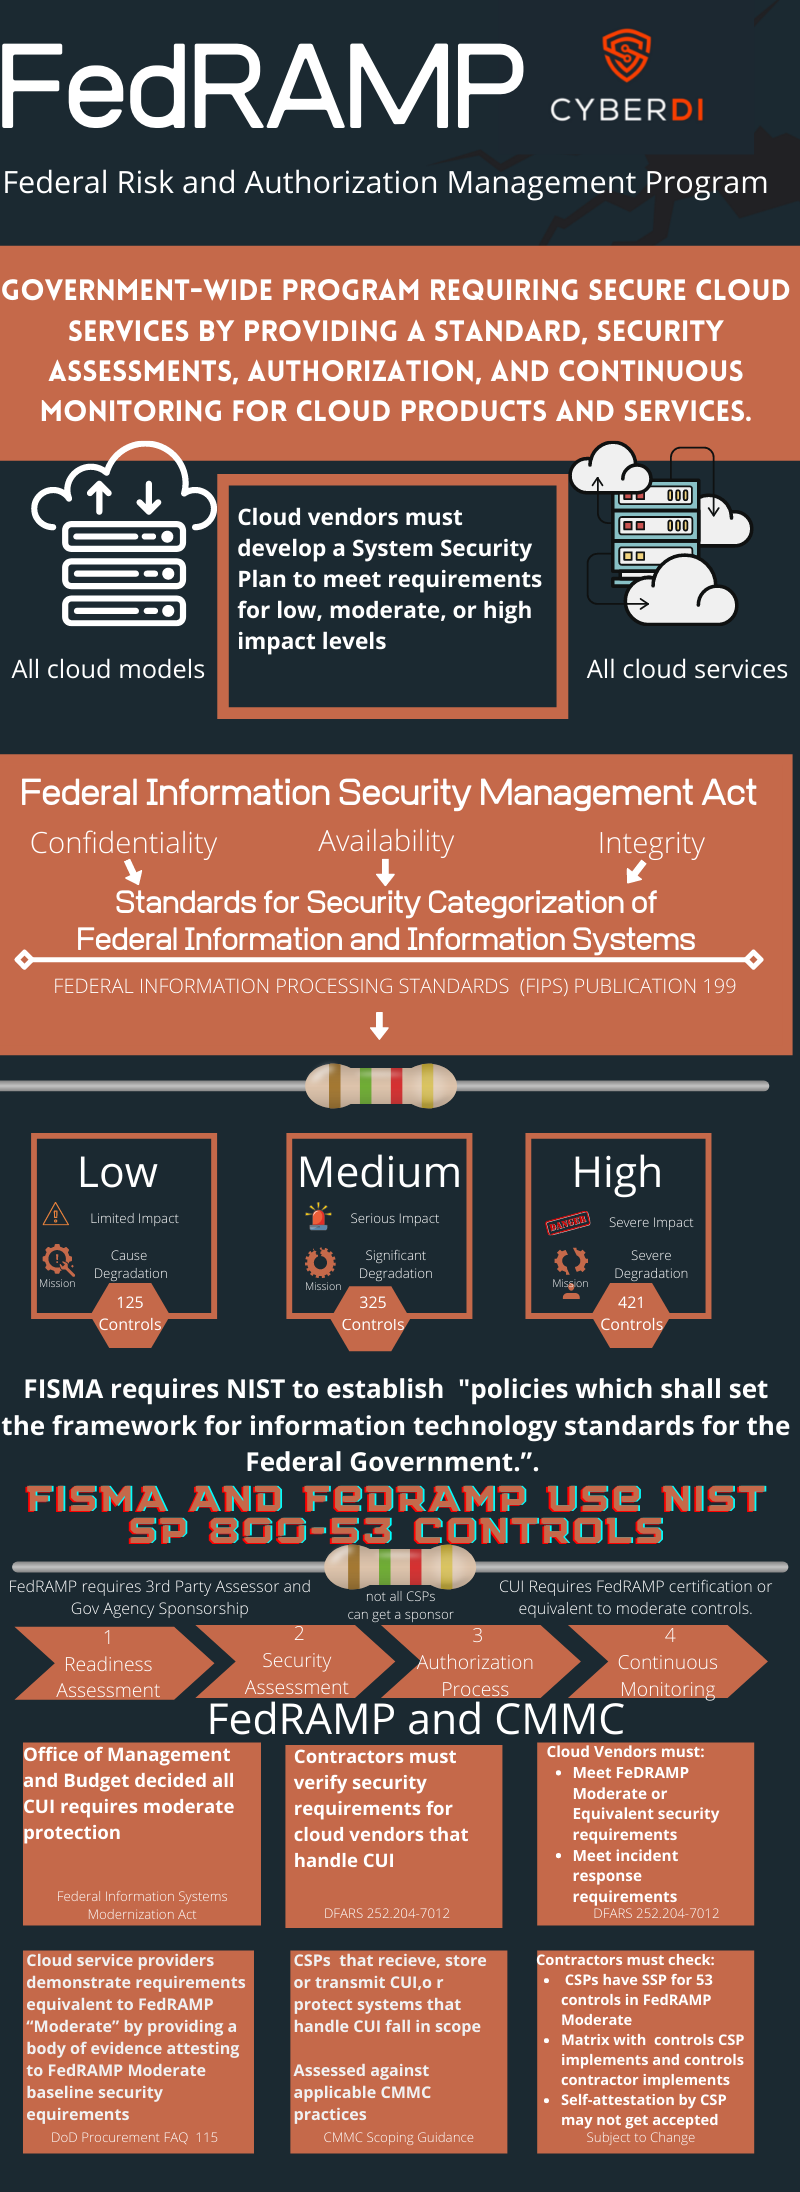 FedRAMP
CYBERDI
Federal Risk and Authorization Management Program
GOVERNMENT-WIDE PROGRAM REQUIRING SECURE CLOUD
SERVICES BY PROVIDING A STANDARD, SECURITY
ASSESSMENTS, AUTHORIZATION, AND CONTINUOUS
MONITORING FOR CLOUD PRODUCTS AND SERVICES.
Cloud vendors must
develop a System Security
Plan to meet requirements
for low, moderate, or high
impact levels
All cloud models
All cloud services
Federal Information Security Management Act
Confidentiality
Availability
Integrity
Standards for Security Categorization of
Federal Information and Information Systems
FEDERAL INFORMATION PROCESSING STANDARDS (FIPS) PUBLICATION 199
Low
Limited Impact
Cause
Degradation
Mission
125
Controls
Medium
Serious Impact
Significant
Degradation
Mission
325
Controls
High
DANGER
Severe Impact
Severe
Degradation
Mission
421
Controls
FISMA requires NIST to establish "policies which shall set
the framework for information technology standards for the
Federal Government.”.
FISMA AND FeDRAMP USe NIST
SP 800-53 CONTROLS
FedRAMP requires 3rd Party Assessor and
Gov Agency Sponsorship
not all CSPs
can get a sponsor
CUI Requires FedRAMP certification or
equivalent to moderate controls.
1
Readiness
Assessment
2
Security
Assessment
3
Authorization
Process
4
Continuous
Monitoring
FedRAMP and CMMC
Office of Management
and Budget decided all
CUI requires moderate
protection
Federal Information Systems
Modernization Act
Contractors must
verify security
requirements for
cloud vendors that
handle CUI
DFARS 252.204-7012
Cloud Vendors must:
• Meet FeDRAMP
Moderate or
Equivalent security
requirements
• Meet incident
response
requirements
DFARS 252.204-7012
Cloud service providers
demonstrate requirements
equivalent to FedRAMP
“Moderate” by providing a
body of evidence attesting
to FedRAMP Moderate
baseline security
equirements
DoD Procurement FAQ 115
CSPs that recieve, store
or transmit CUI,o r
protect systems that
handle CUI fall in scope
Assessed against
applicable CMMC
practices
CMMC Scoping Guidance
Contractors must check:
• CSPs have SSP for 53
controls in FedRAMP
Moderate
• Matrix with controls CSP
implements and controls
contractor implements
• Self-attestation by CSP
may not get accepted
Subject to Change